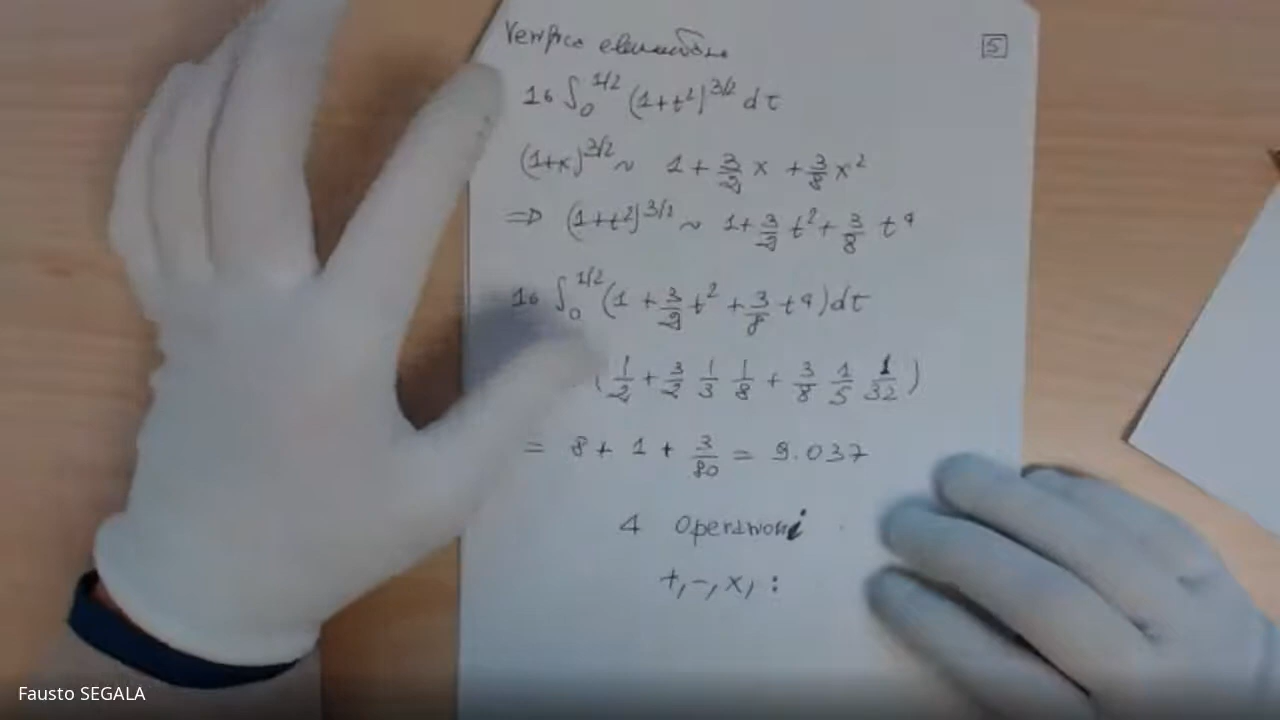 Verifica elementare
5
16 ∫₀^1/2 (1+t²)^3/2 dt
(1+x)^3/2 ~ 1 + 3/2 x + 3/8 x²
=> (1+t²)^3/2 ~ 1 + 3/2 t² + 3/8 t⁴
16 ∫₀^1/2 (1 + 3/2 t² + 3/8 t⁴) dt
( 1/2 + 3/2 1/3 1/8 + 3/8 1/5 1/32 )
= 8 + 1 + 3/80 = 9.037
4 operazioni
+, -, x, :
Fausto SEGALA